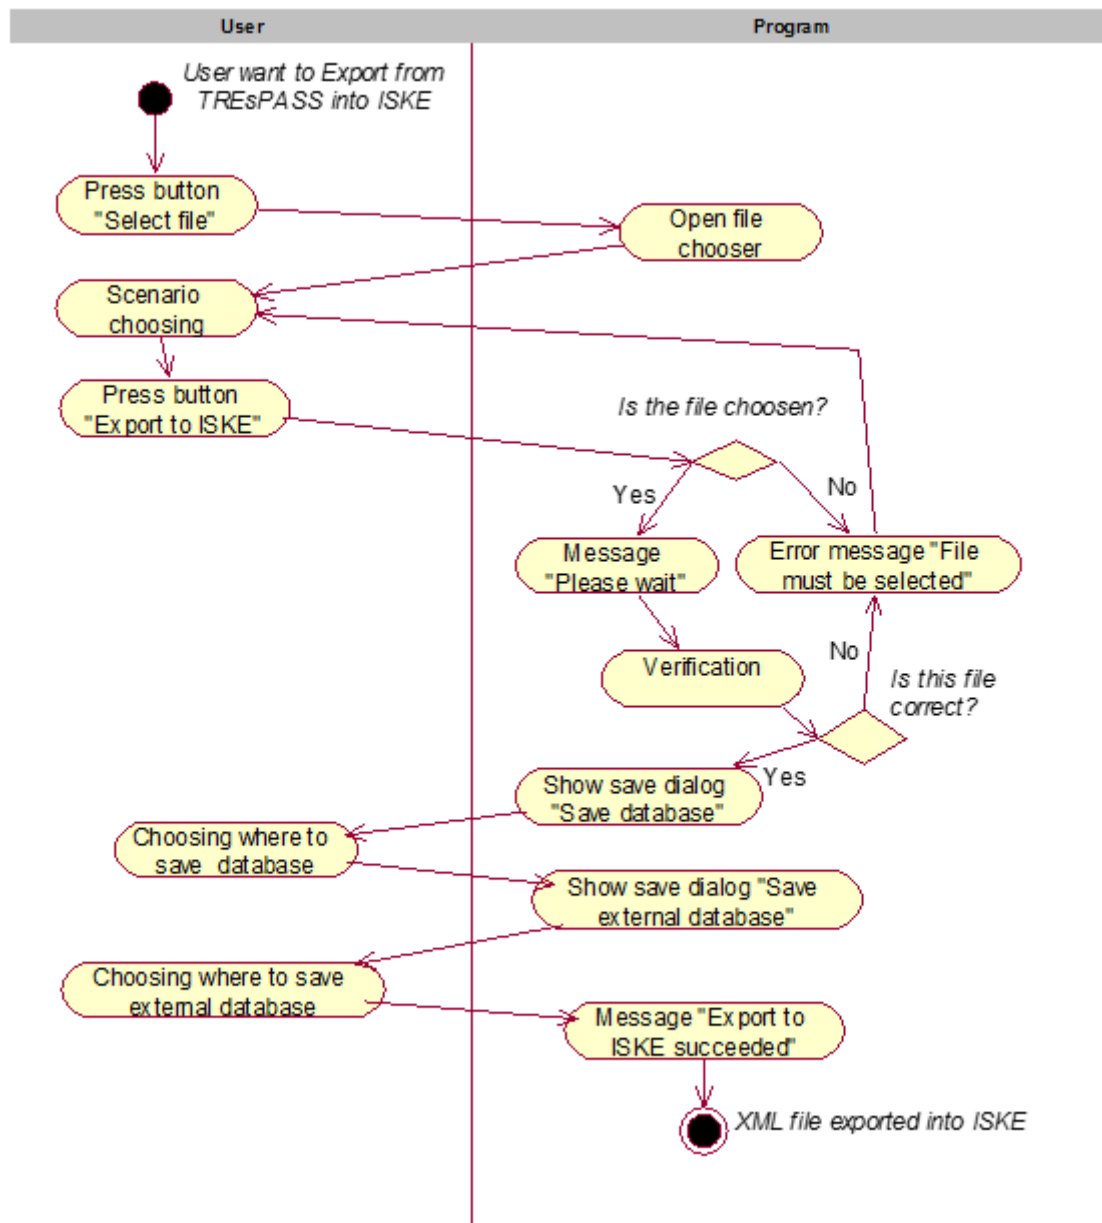 User
Program
User want to Export from
TREsPASS into ISKE
Press button
"Select file"
Open file
chooser
Scenario
choosing
Press button
"Export to ISKE"
Is the file choosen?
Yes
No
Message
"Please wait"
Error message "File
must be selected"
Verification
No
Is this file
correct?
Yes
Show save dialog
"Save database"
Choosing where to
save database
Show save dialog "Save
external database"
Choosing where to save
external database
Message "Export to
ISKE succeeded"
XML file exported into ISKE